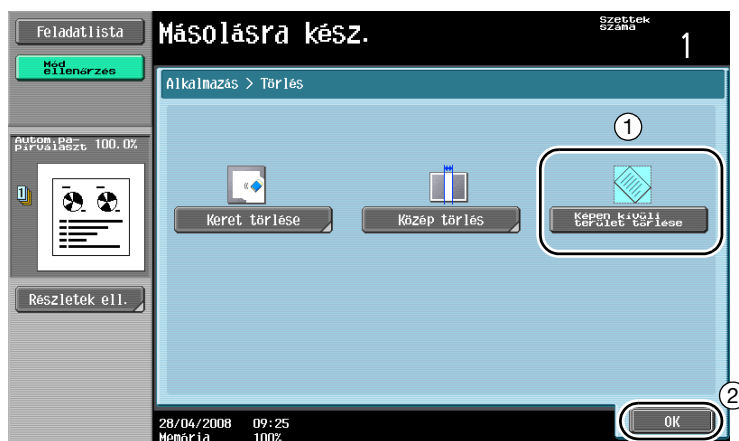 Feladatlista
Mód
ellenőrzés
Másolásra kész.
Szettek
száma
1
Alkalmazás > Törlés
Autom.pa-
pírválaszt 100.0%
1
①
Keret törlése
Közép törlés
Képen kívüli
terület törlése
Részletek ell.
②
OK
28/04/2008 09:25
Memória 100%